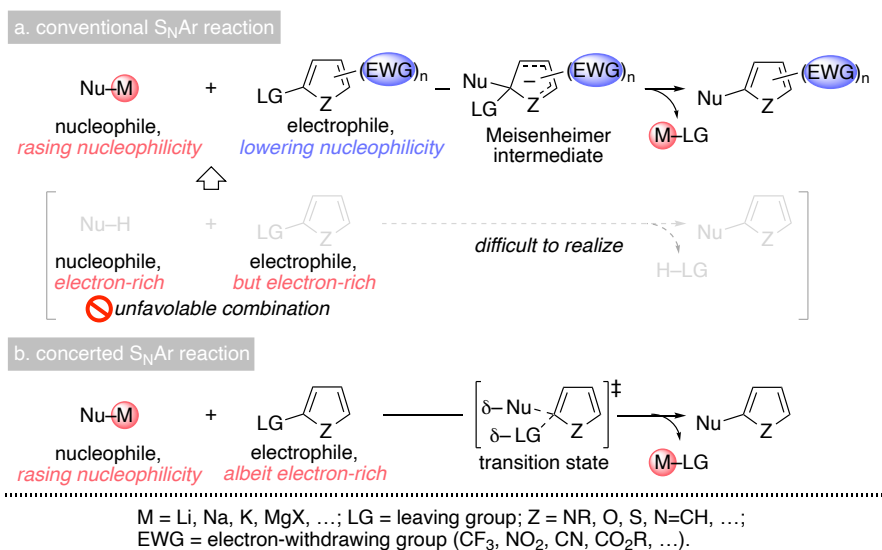 a. conventional SNAr reaction
Nu–M + LG Z (EWG)n Nu LG Z (EWG)n Nu Z (EWG)n
M–LG
nucleophile, electrophile, Meisenheimer
rasing nucleophilicity lowering nucleophilicity intermediate
Nu–H + LG Z difficult to realize Nu Z
H–LG
nucleophile, electrophile,
electron-rich but electron-rich
unfavolable combination
b. concerted SNAr reaction
Nu–M + LG Z δ– Nu δ– LG Z ‡ Nu Z
M–LG
nucleophile, electrophile, transition state
rasing nucleophilicity albeit electron-rich
M = Li, Na, K, MgX, …; LG = leaving group; Z = NR, O, S, N=CH, …;
EWG = electron-withdrawing group (CF3, NO2, CN, CO2R, …).